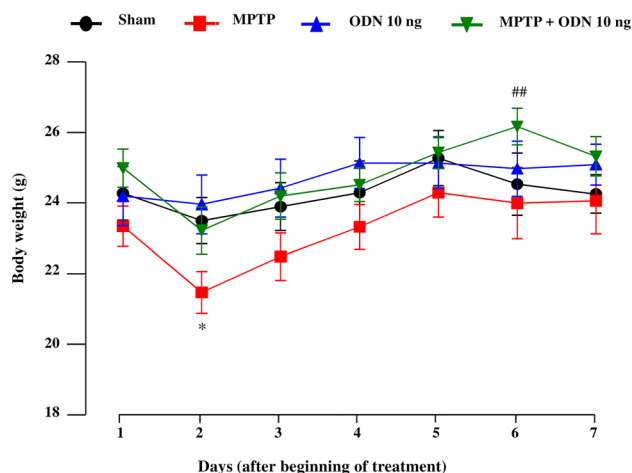 Sham MPTP ODN 10 ng MPTP + ODN 10 ng
28
##
26
24
22
20
18
*
Body weight (g)
1 2 3 4 5 6 7
Days (after beginning of treatment)